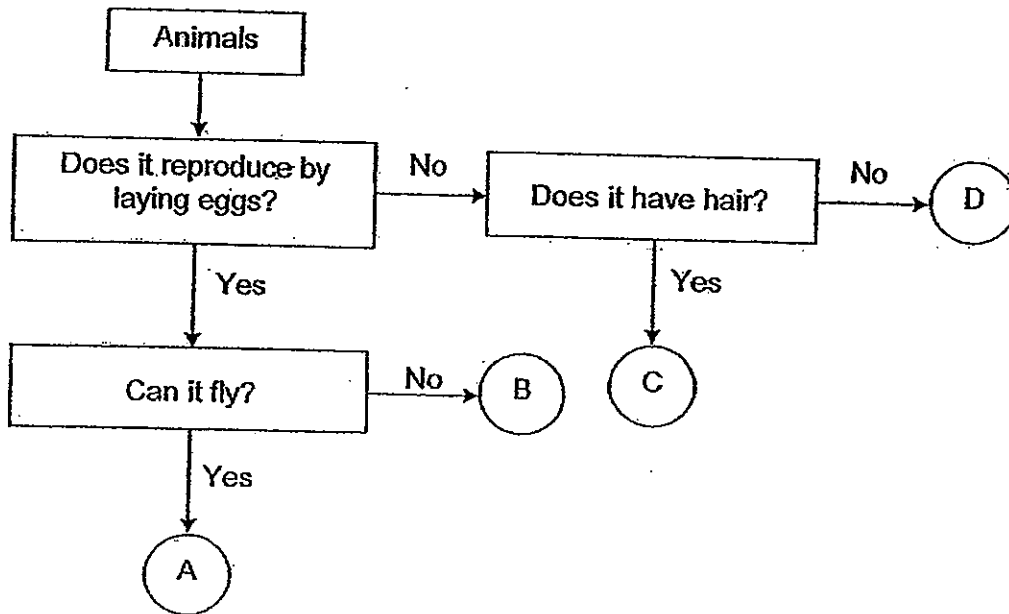 Animals
Does it reproduce by
laying eggs?
No
Does it have hair?
No
D
Yes
Yes
Can it fly?
No
B
C
Yes
A